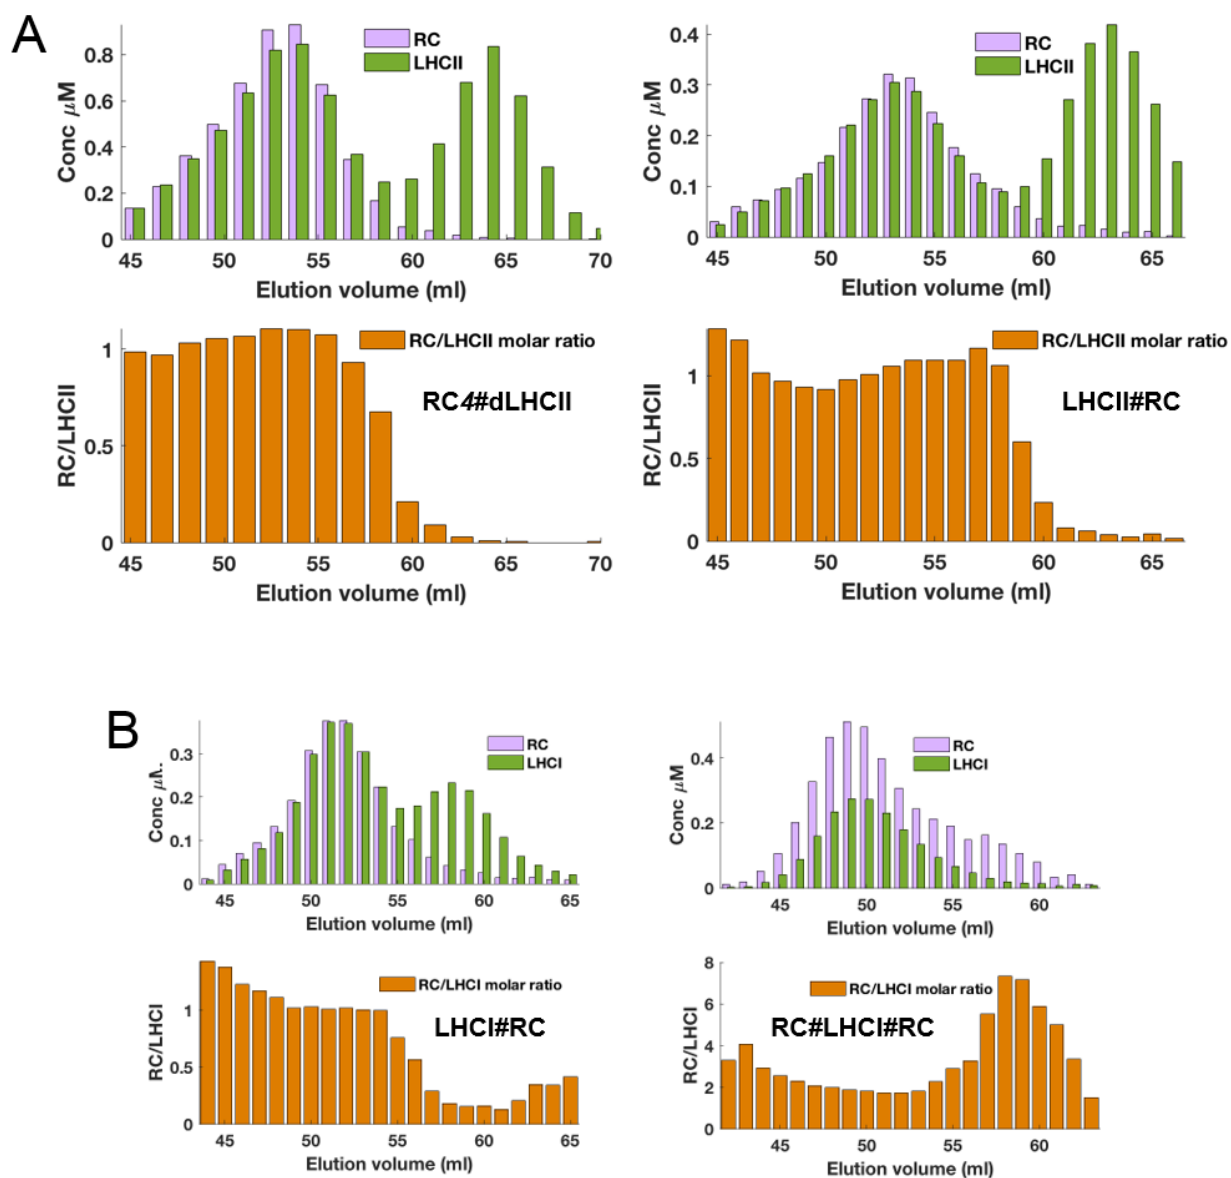 A
Conc μM
0.8
0.6
0.4
0.2
0
RC
LHCII
45 50 55 60 65 70
Elution volume (ml)
Conc μM
0.4
0.3
0.2
0.1
0
RC
LHCII
45 50 55 60 65
Elution volume (ml)
RC/LHCII
1
0.5
0
RC/LHCII molar ratio
RC4#dLHCII
45 50 55 60 65 70
Elution volume (ml)
RC/LHCII
1
0.5
0
RC/LHCII molar ratio
LHCII#RC
45 50 55 60 65
Elution volume (ml)
B
Conc
0.3
0.2
0.1
0
RC
LHCI
45 50 55 60 65
Elution volume (ml)
Conc μM
0.4
0.2
0
RC
LHCI
45 50 55 60
Elution volume (ml)
RC/LHCI
1
0.5
0
RC/LHCI molar ratio
LHCI#RC
45 50 55 60 65
Elution volume (ml)
RC/LHCI
8
6
4
2
0
RC/LHCI molar ratio
RC#LHCI#RC
45 50 55 60
Elution volume (ml)